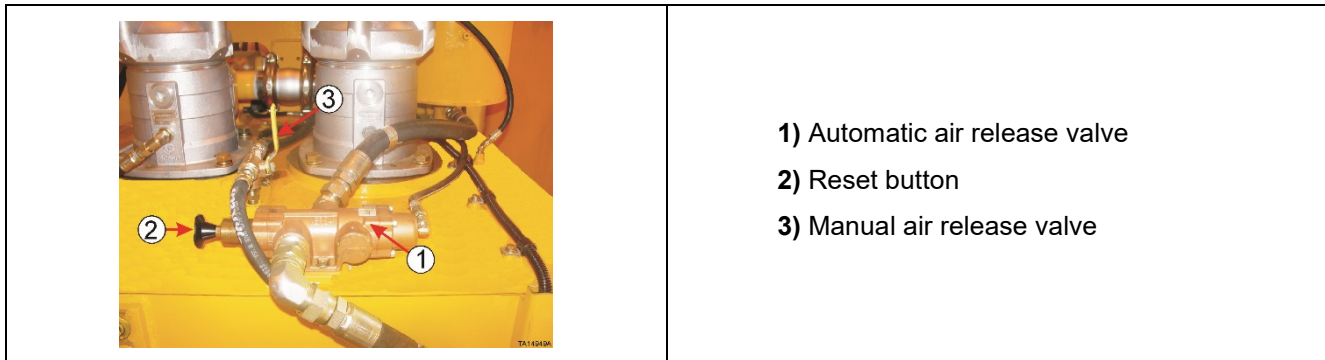 3
2
1
TA14949A
1) Automatic air release valve
2) Reset button
3) Manual air release valve